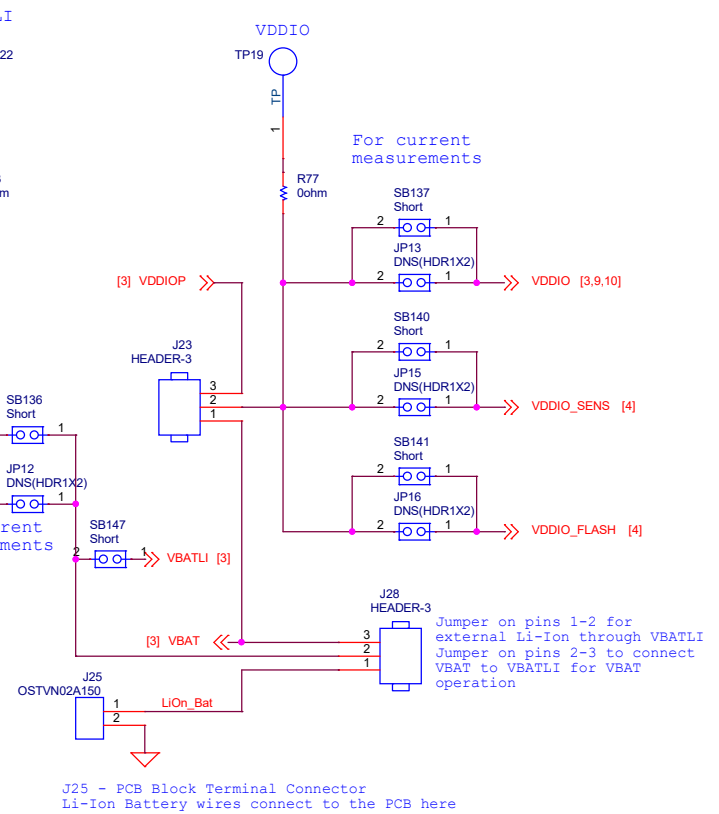 LI
VDDIO
22
TP19
TP
1
For current
measurements
m
R77
0ohm
SB137
Short
2 1
JP13
DNS(HDR1X2)
2 1
[3] VDDIOP
VDDIO [3,9,10]
SB140
Short
2 1
J23
HEADER-3
JP15
DNS(HDR1X2)
3
2
1
2 1
VDDIO_SENS [4]
SB136
Short
1
SB141
Short
2 1
JP12
DNS(HDR1X2)
1
JP16
DNS(HDR1X2)
2 1
VDDIO_FLASH [4]
rent
ments
SB147
Short
2 1
VBATLI [3]
J28
HEADER-3
[3] VBAT
3
2
1
Jumper on pins 1-2 for
external Li-Ion through VBATLI
Jumper on pins 2-3 to connect
VBAT to VBATLI for VBAT
operation
J25
OSTVN02A150
1
2
LiOn_Bat
J25 - PCB Block Terminal Connector
Li-Ion Battery wires connect to the PCB here